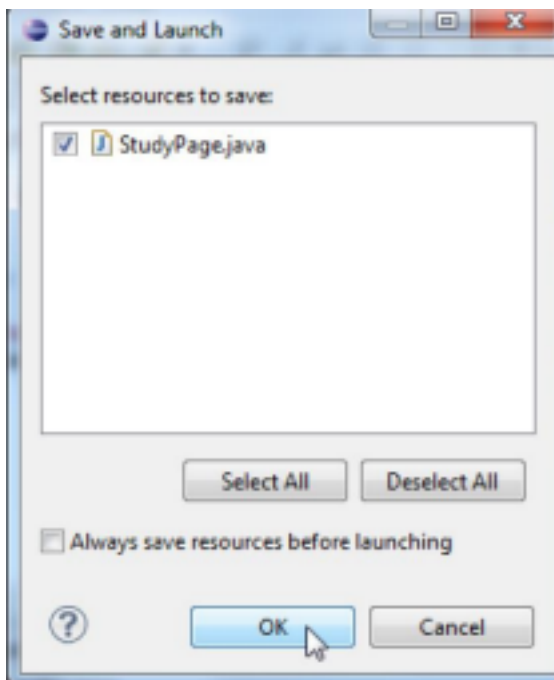 Save and Launch
Select resources to save:
StudyPage.java
Select All Deselect All
Always save resources before launching
OK Cancel